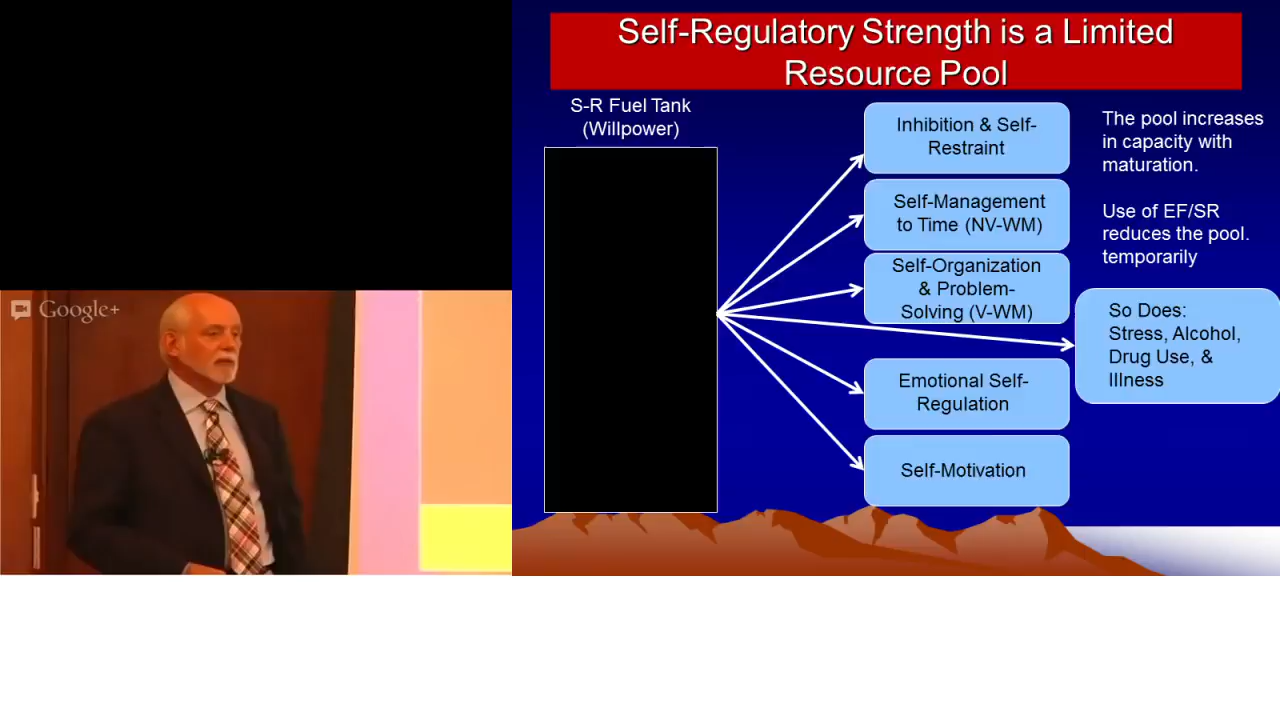 Self-Regulatory Strength is a Limited
Resource Pool
S-R Fuel Tank
(Willpower)
Inhibition & Self-
Restraint
Self-Management
to Time (NV-WM)
Self-Organization
& Problem-
Solving (V-WM)
Emotional Self-
Regulation
Self-Motivation
The pool increases
in capacity with
maturation.
Use of EF/SR
reduces the pool.
temporarily
So Does:
Stress, Alcohol,
Drug Use, &
Illness
Google+